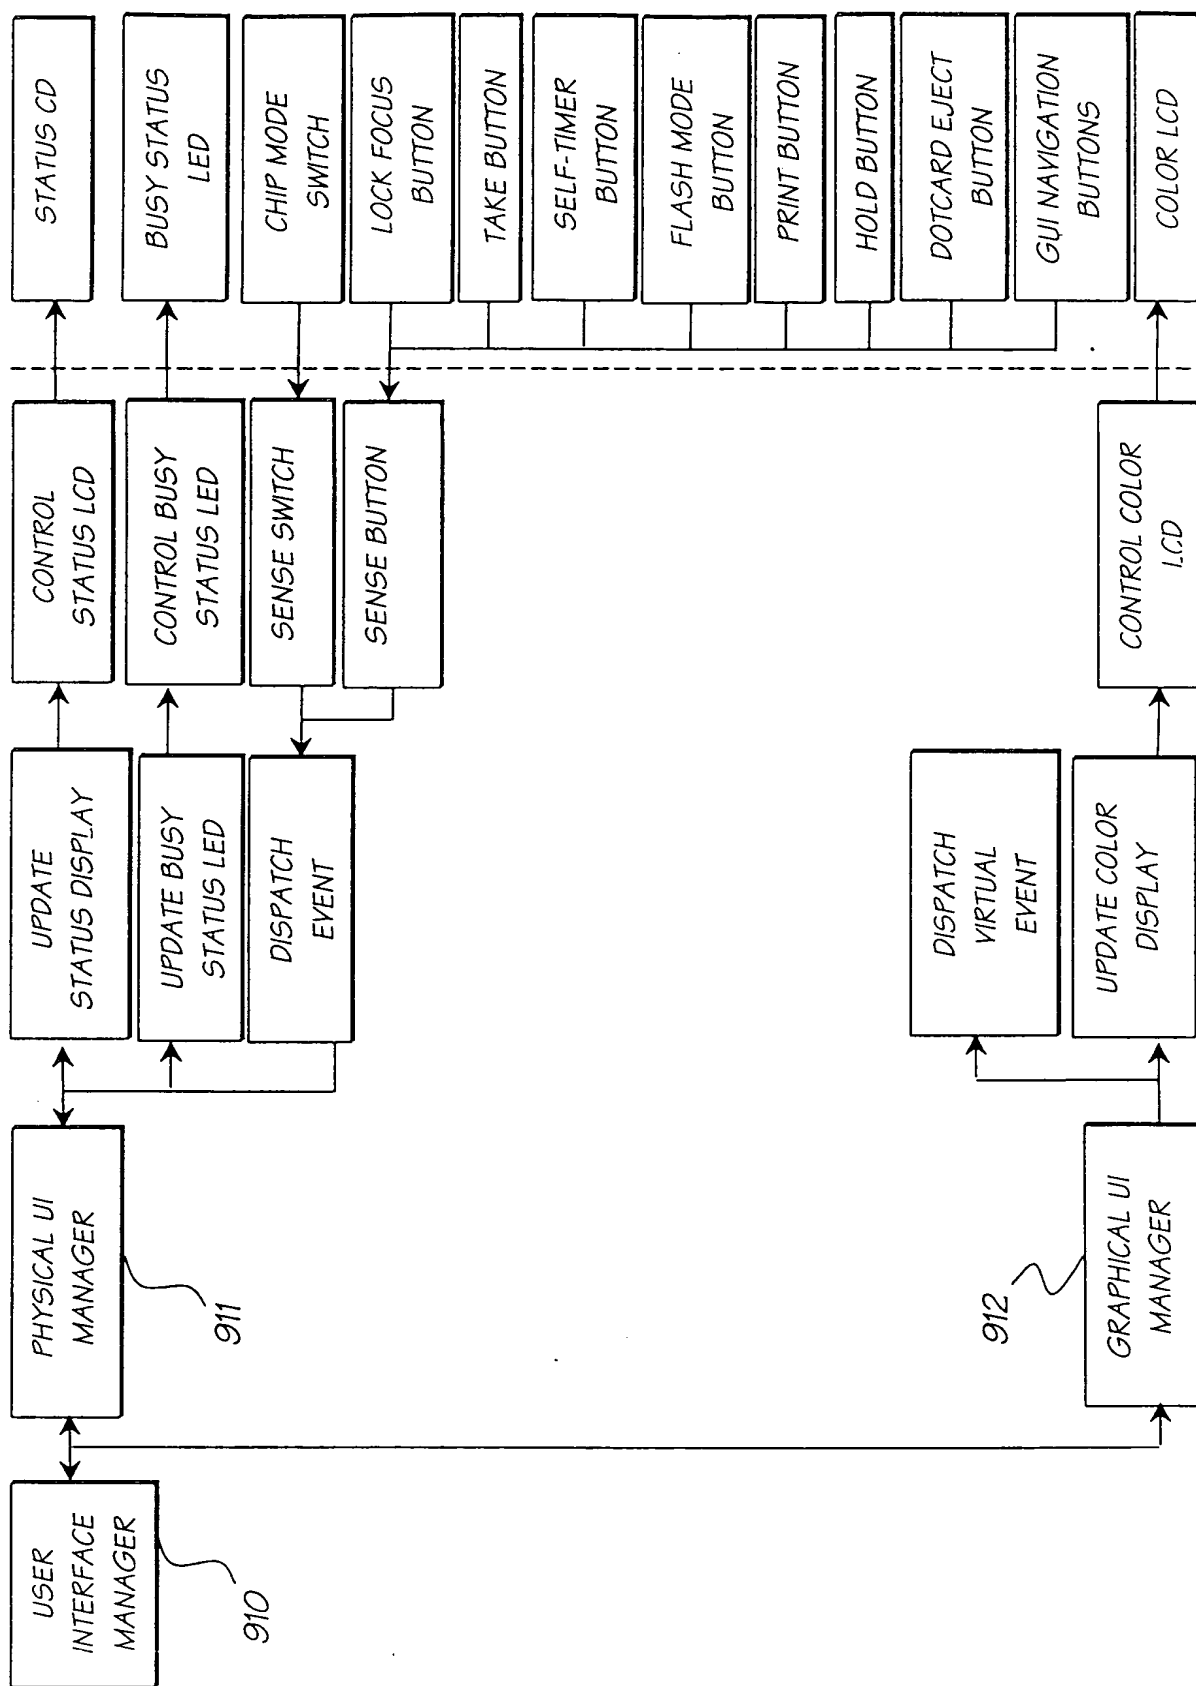 USER
INTERFACE
MANAGER
910
PHYSICAL UI
MANAGER
911
GRAPHICAL UI
MANAGER
912
UPDATE
STATUS DISPLAY
UPDATE BUSY
STATUS LED
DISPATCH
EVENT
DISPATCH
VIRTUAL
EVENT
UPDATE COLOR
DISPLAY
CONTROL
STATUS LCD
CONTROL BUSY
STATUS LED
SENSE SWITCH
SENSE BUTTON
CONTROL COLOR
LCD
STATUS CD
BUSY STATUS
LED
CHIP MODE
SWITCH
LOCK FOCUS
BUTTON
TAKE BUTTON
SELF-TIMER
BUTTON
FLASH MODE
BUTTON
PRINT BUTTON
HOLD BUTTON
DOTCARD EJECT
BUTTON
GUI NAVIGATION
BUTTONS
COLOR LCD